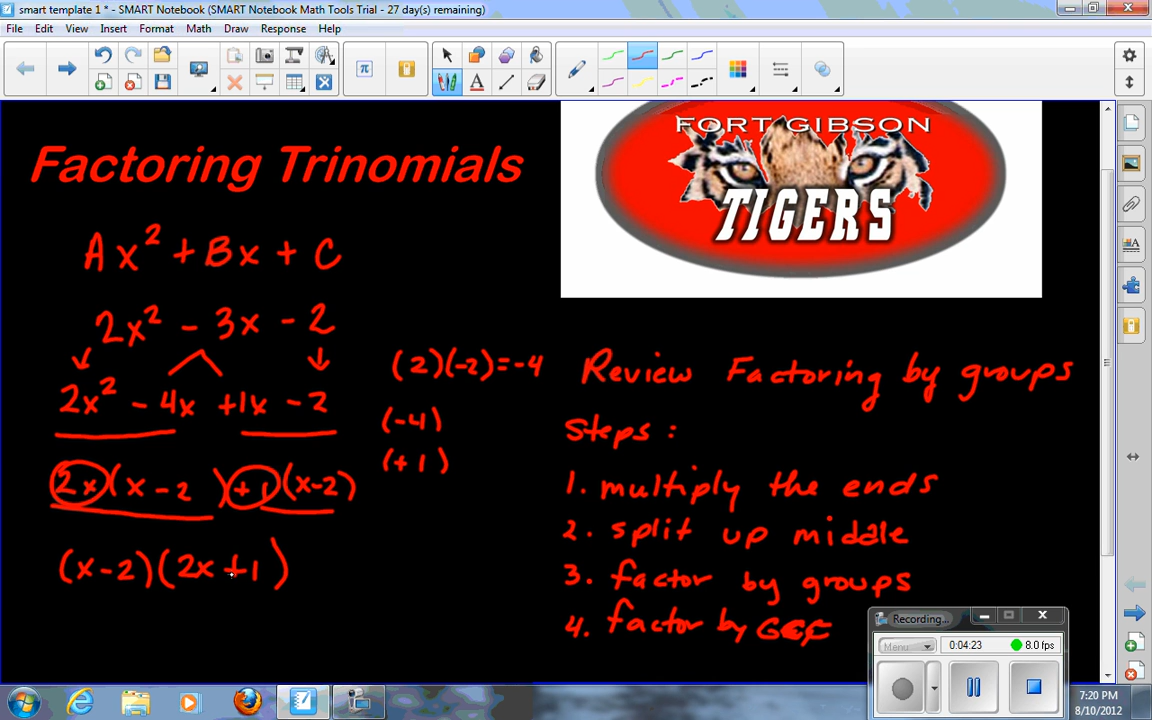 smart template 1 * - SMART Notebook (SMART Notebook Math Tools Trial - 27 day(s) remaining)
File Edit View Insert Format Math Draw Response Help
π
A
FORT GIBSON
TIGERS
Factoring Trinomials
Ax² + Bx + C
2x² - 3x - 2
2x² - 4x +1x - 2
(2)(-2)=-4
(-4)
(+1)
2x(x-2)+1(x-2)
(x-2)(2x+1)
Review Factoring by groups
Steps:
1. multiply the ends
2. split up middle
3. factor by groups
4. factor by GCF
Recording...
Menu
0:04:23
8.0 fps
7:20 PM
8/10/2012